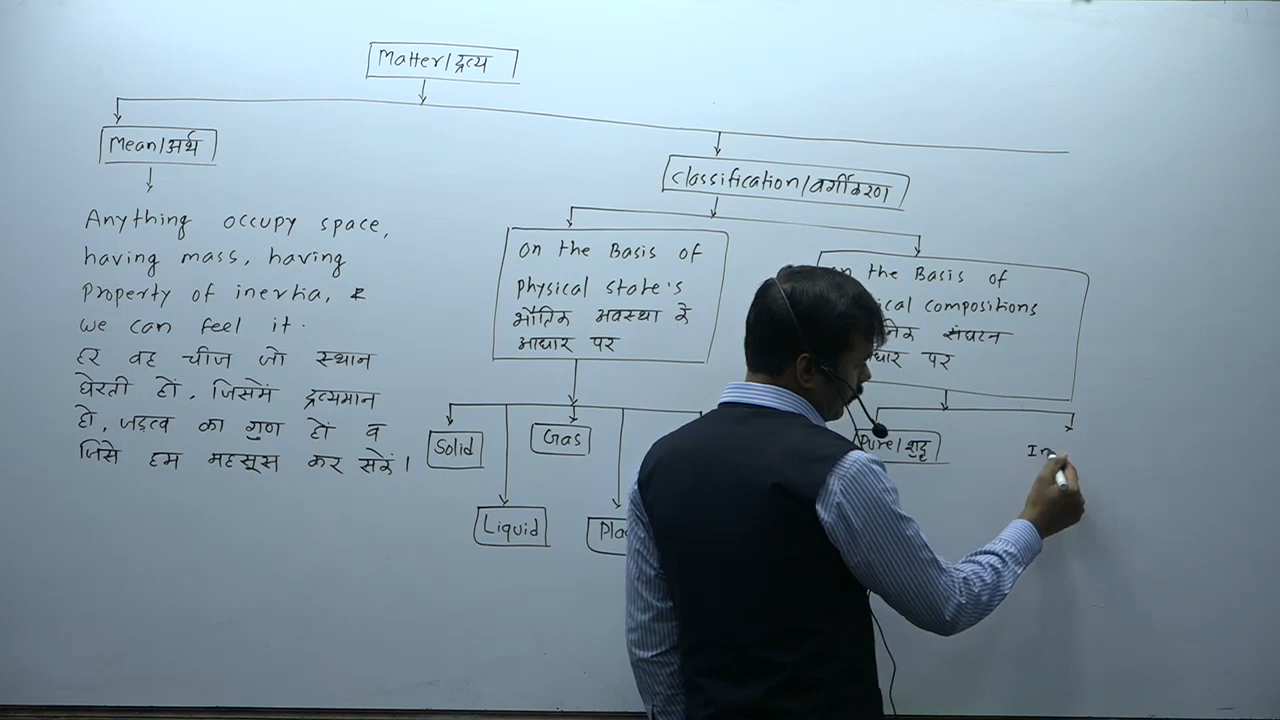 Matter/द्रव्य
Mean/अर्थ
Classification/वर्गीकरण
Anything occupy space,
having mass, having
Property of inertia, &
we can feel it.
हर वह चीज जो स्थान
घेरती हो, जिसमें द्रव्यमान
हो, जड़त्व का गुण हो व
जिसे हम महसूस कर सकें।
On the Basis of
Physical state's
भौतिक अवस्था के
आधार पर
the Basis of
compositions
संघटन
पर
Solid
Gas
Liquid
Pure/शुद्ध